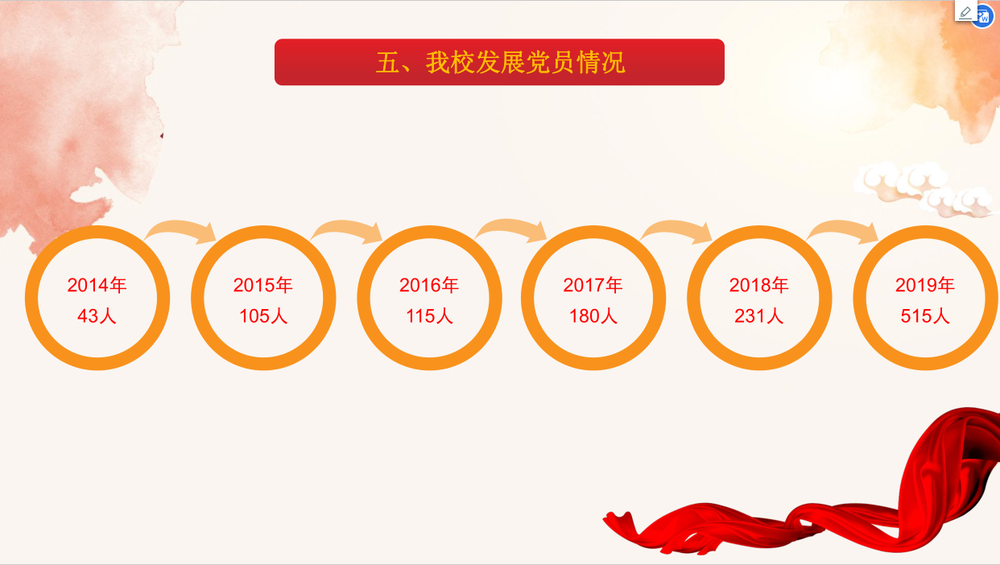 五、我校发展党员情况
2014年
43人
2015年
105人
2016年
115人
2017年
180人
2018年
231人
2019年
515人
W